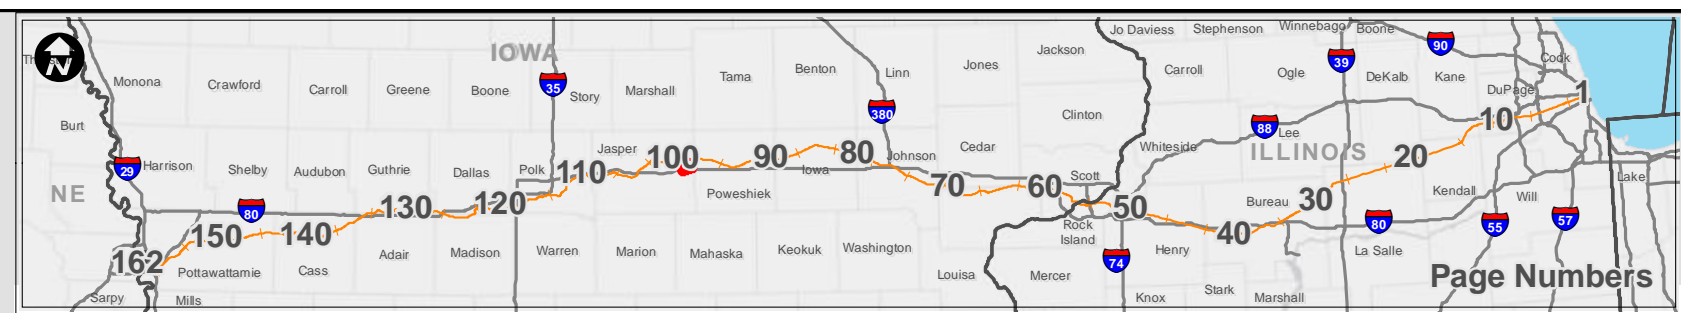 Jo Daviess Stephenson Winnebago Boone
IOWA Jackson 90 Cook
N Monona Crawford Carroll Greene Boone 35 Story Marshall Tama Benton Linn Jones Carroll Ogle 39 DeKalb Kane DuPage 1
Burt 380 Clinton 88 Lee 10
29 Harrison Shelby Audubon Guthrie Dallas Polk 110 Jasper 100 90 80 Iowa Johnson Cedar Whiteside ILLINOIS 20
NE 80 130 120 Poweshiek 70 60 Scott 50 Bureau 30 Kendall Will Lake
162 150 140 Adair Madison Warren Marion Mahaska Keokuk Washington Rock Island 40 80 55 57
Pottawattamie Cass Louisa Mercer 74 Henry La Salle
Sarpy Mills Knox Stark Marshall Page Numbers